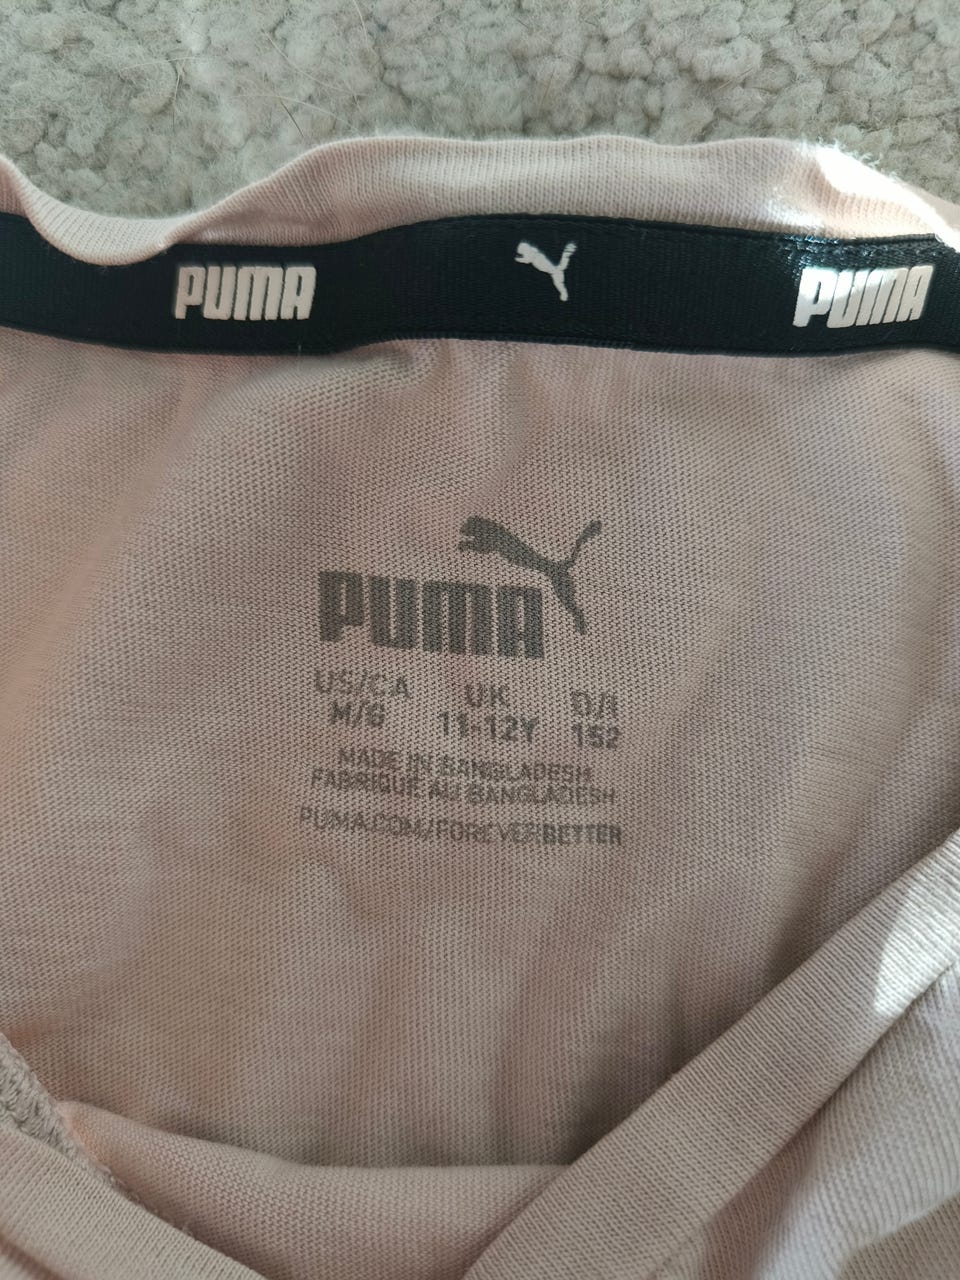 PUMA PUMA
PUMA
US/CA UK D/I
M/G 11-12Y 152
MADE IN BANGLADESH
FABRIQUE AU BANGLADESH
PUMA.COM/FOREVERBETTER